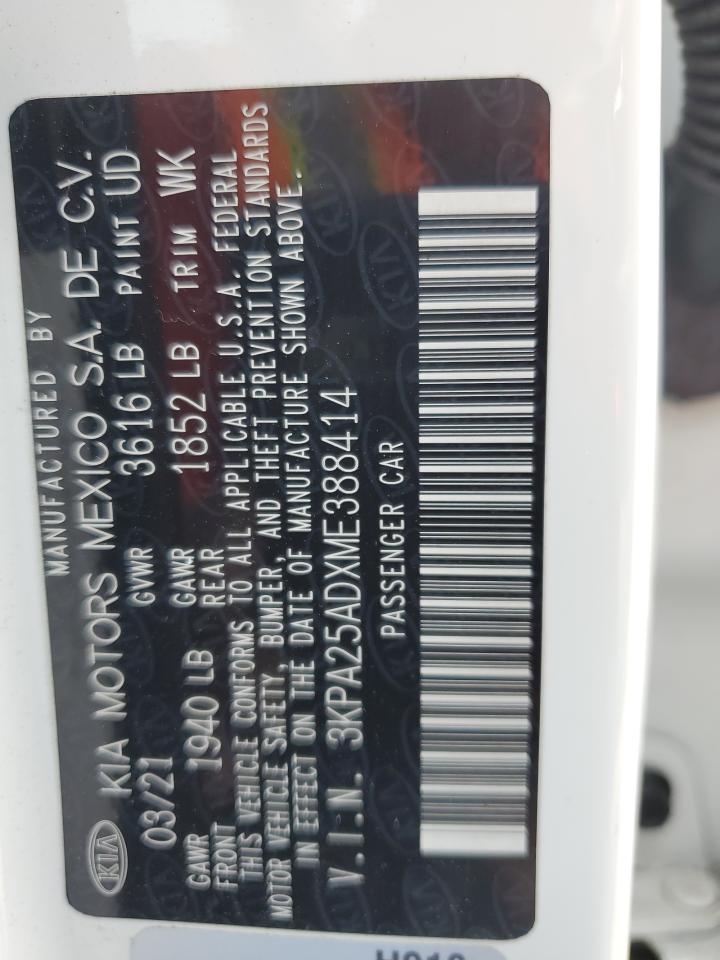 MANUFACTURED BY
KIA KIA MOTORS MEXICO S.A. DE C.V.
03/21 GVWR 3616 LB PAINT UD
GAWR FRONT 1940 LB GAWR REAR 1852 LB TRIM WK
THIS VEHICLE CONFORMS TO ALL APPLICABLE U.S.A. FEDERAL
MOTOR VEHICLE SAFETY, BUMPER, AND THEFT PREVENTION STANDARDS
IN EFFECT ON THE DATE OF MANUFACTURE SHOWN ABOVE.
V.I.N. 3KPA25ADXME388414
PASSENGER CAR